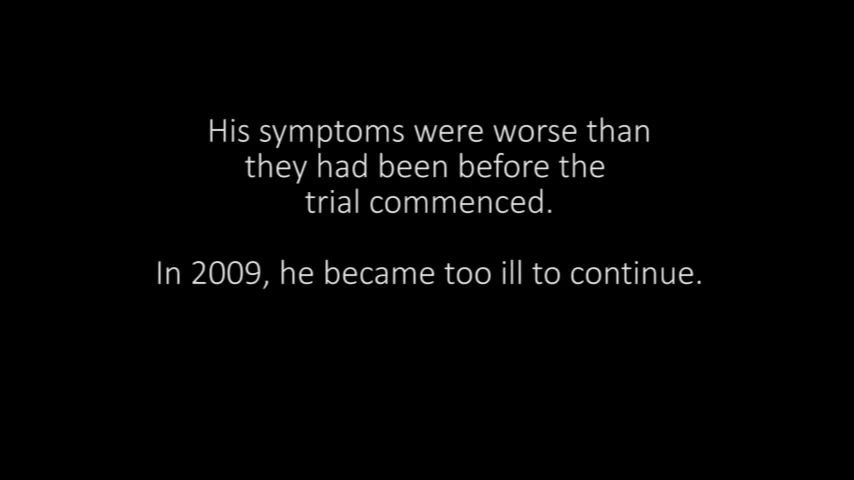 His symptoms were worse than
they had been before the
trial commenced.
In 2009, he became too ill to continue.